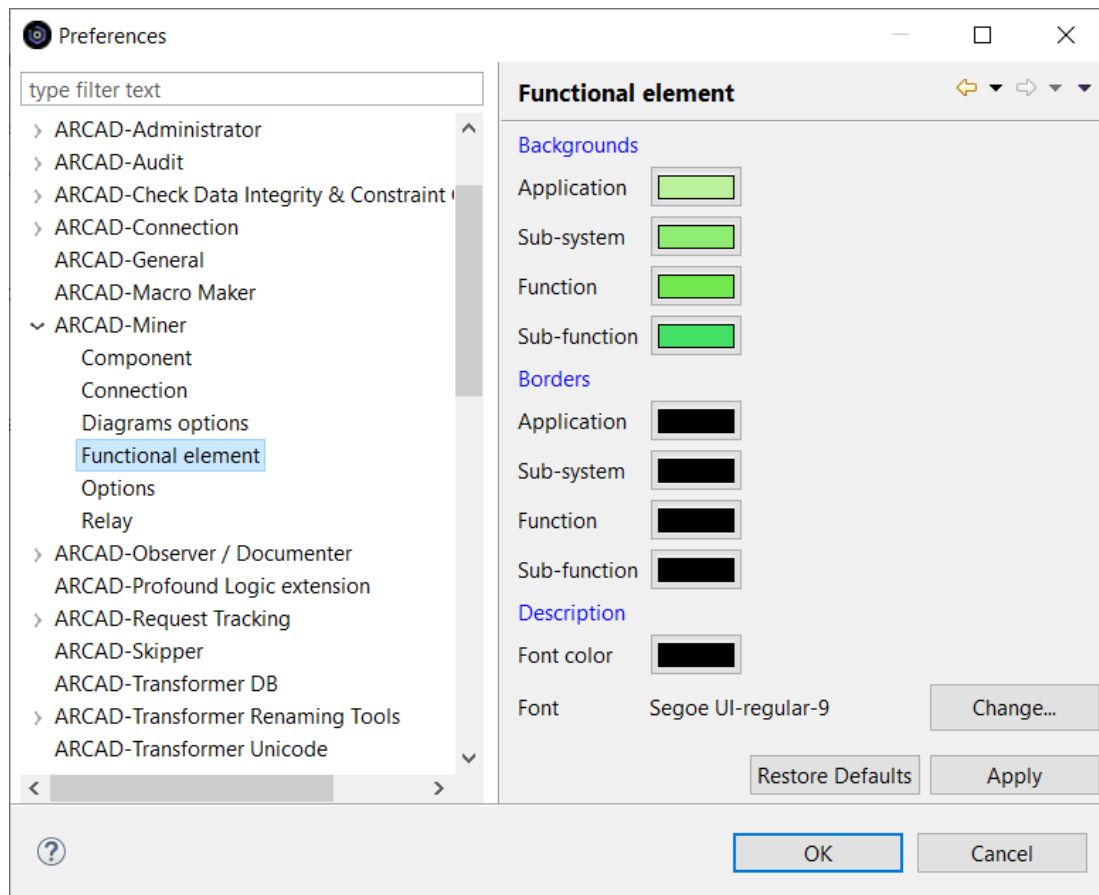 Preferences
type filter text
ARCAD-Administrator
ARCAD-Audit
ARCAD-Check Data Integrity & Constraint
ARCAD-Connection
ARCAD-General
ARCAD-Macro Maker
ARCAD-Miner
Component
Connection
Diagrams options
Functional element
Options
Relay
ARCAD-Observer / Documenter
ARCAD-Profound Logic extension
ARCAD-Request Tracking
ARCAD-Skipper
ARCAD-Transformer DB
ARCAD-Transformer Renaming Tools
ARCAD-Transformer Unicode
Functional element
Backgrounds
Application
Sub-system
Function
Sub-function
Borders
Application
Sub-system
Function
Sub-function
Description
Font color
Font Segoe UI-regular-9 Change...
Restore Defaults Apply
OK Cancel